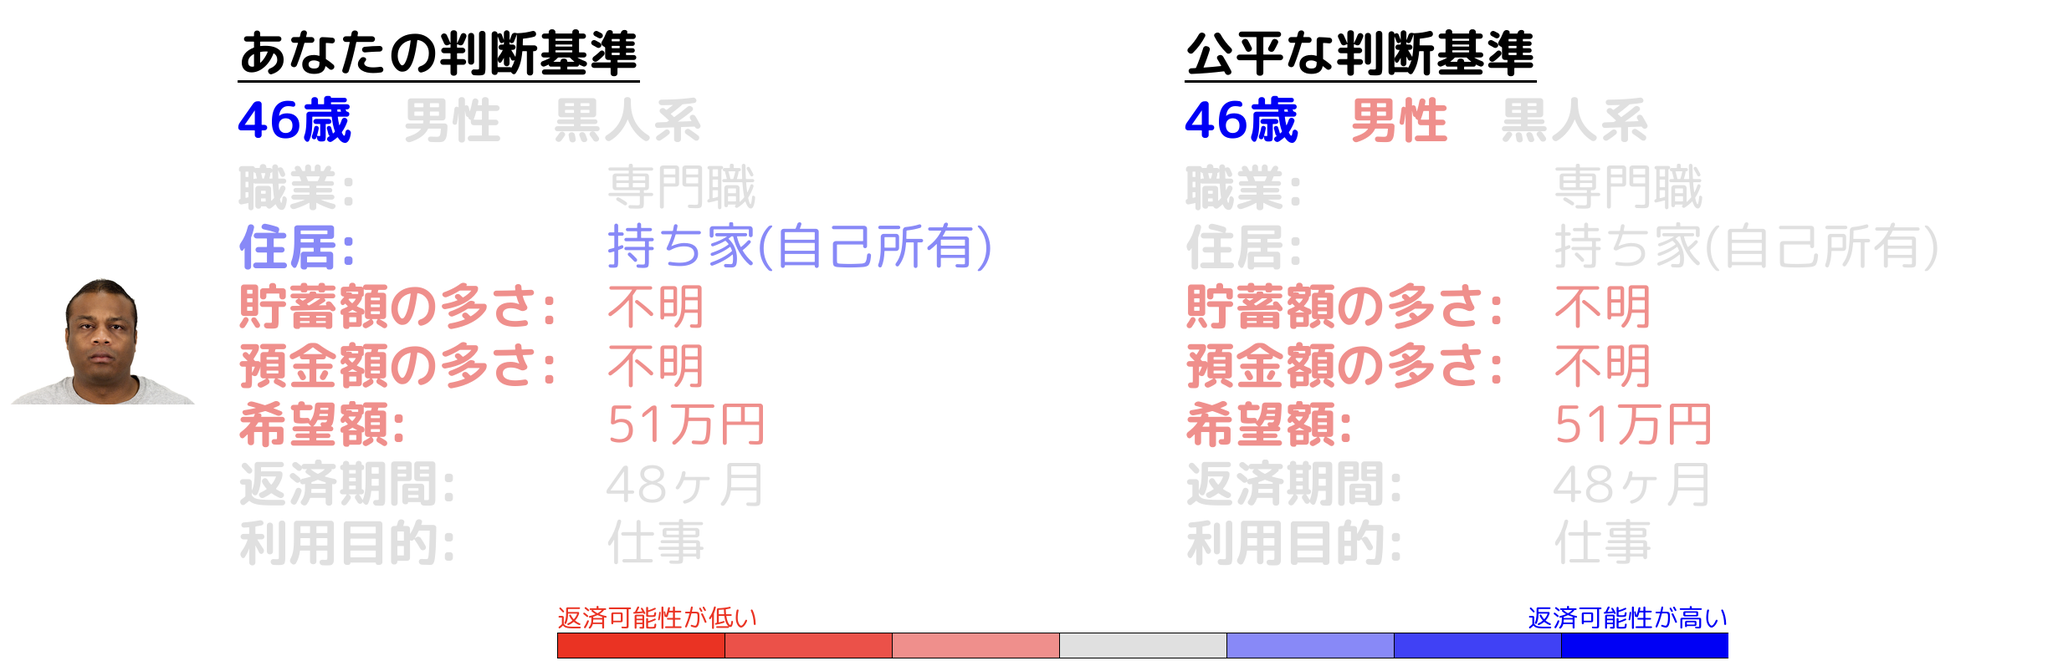 あなたの判断基準
46歳 男性 黒人系
職業: 専門職
住居: 持ち家(自己所有)
貯蓄額の多さ: 不明
預金額の多さ: 不明
希望額: 51万円
返済期間: 48ヶ月
利用目的: 仕事
公平な判断基準
46歳 男性 黒人系
職業: 専門職
住居: 持ち家(自己所有)
貯蓄額の多さ: 不明
預金額の多さ: 不明
希望額: 51万円
返済期間: 48ヶ月
利用目的: 仕事
返済可能性が低い
返済可能性が高い